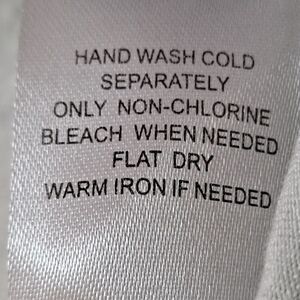 HAND WASH COLD
SEPARATELY
ONLY NON-CHLORINE
BLEACH WHEN NEEDED
FLAT DRY
WARM IRON IF NEEDED